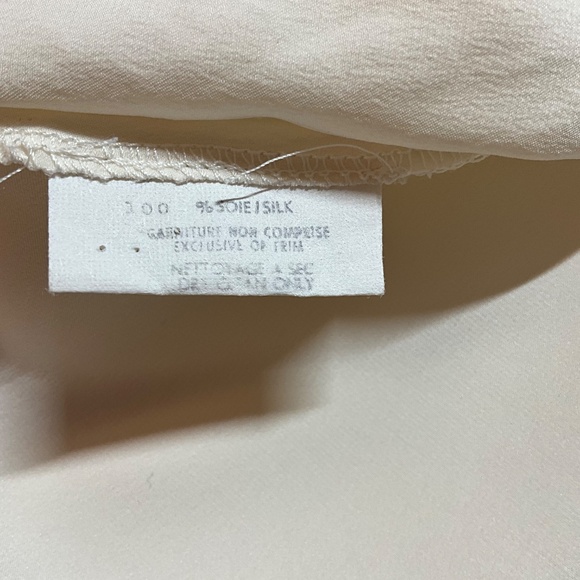 100 % SOIE/SILK
GARNITURE NON COMPRISE
EXCLUSIVE OF TRIM
NETTOYAGE A SEC
DRY CLEAN ONLY